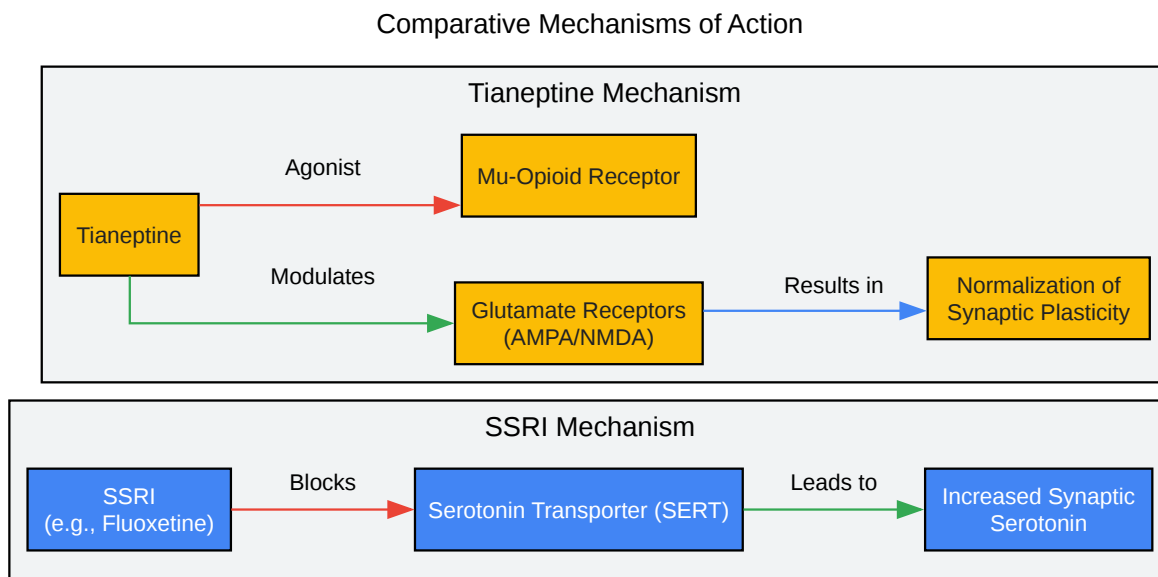 Comparative Mechanisms of Action
Tianeptine Mechanism
Agonist
Mu-Opioid Receptor
Tianeptine
Modulates
Glutamate Receptors
(AMPA/NMDA)
Results in
Normalization of
Synaptic Plasticity
SSRI Mechanism
SSRI
(e.g., Fluoxetine)
Blocks
Serotonin Transporter (SERT)
Leads to
Increased Synaptic
Serotonin